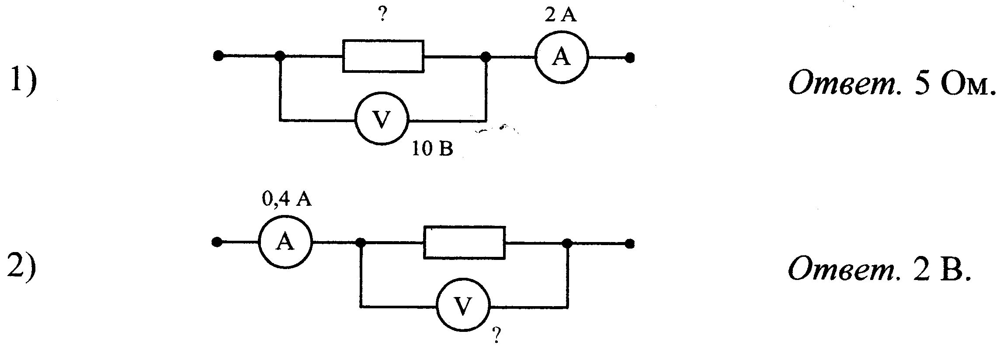 ? 2 А
1) А Ответ. 5 Ом.
V
10 В
0,4 А
А
2) Ответ. 2 В.
V
?